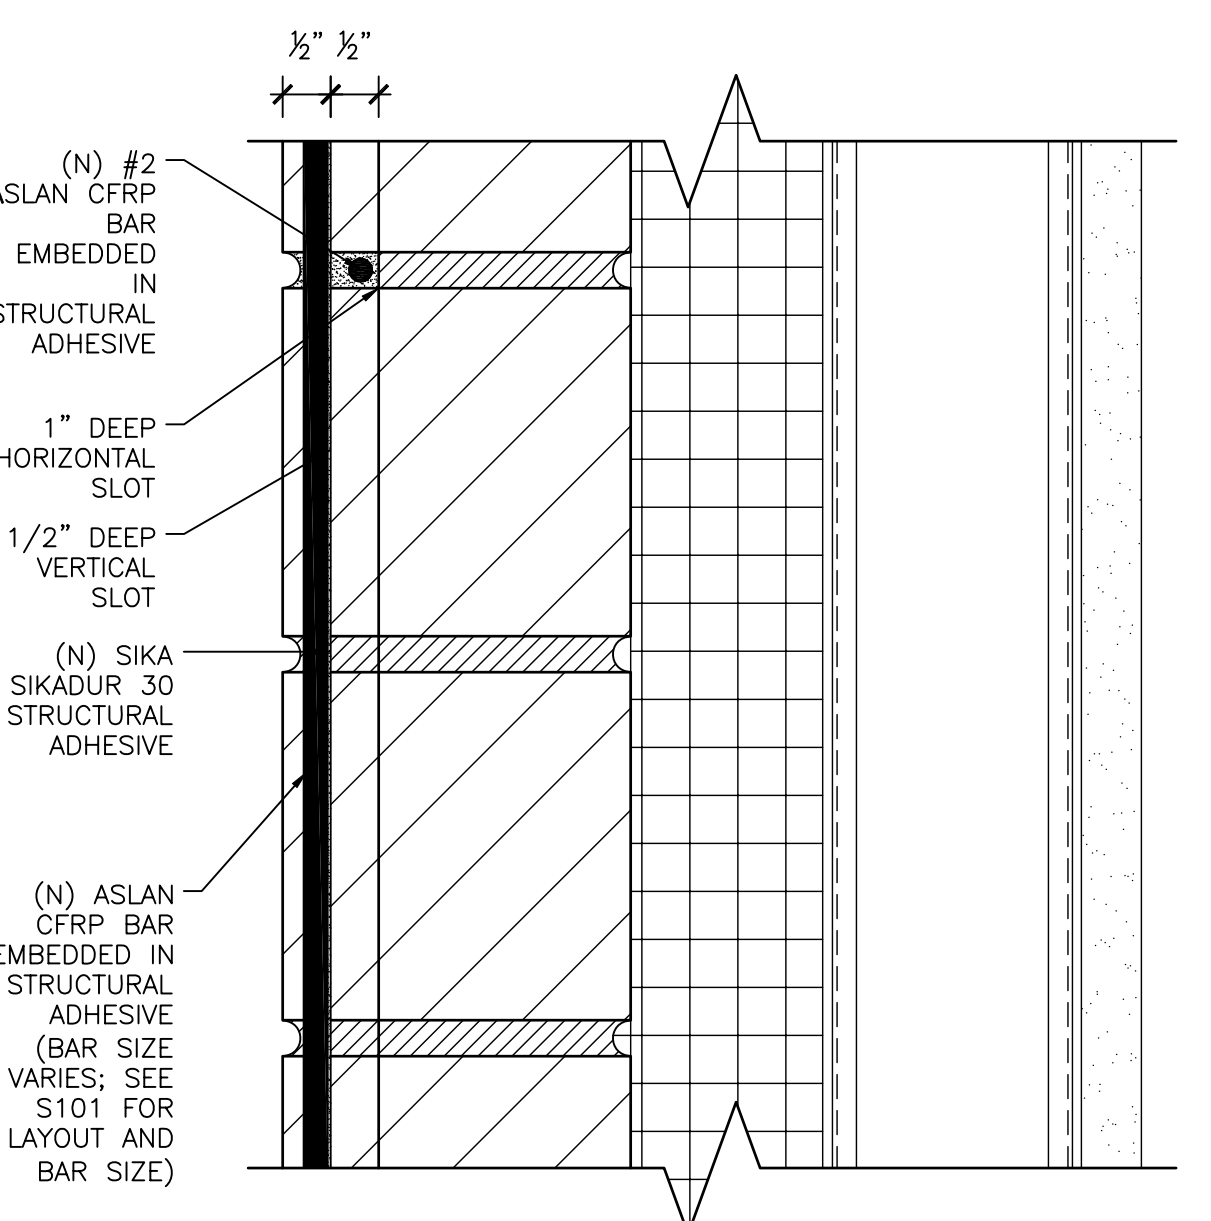 ½” ½”
(N) #2
ASLAN CFRP
BAR
EMBEDDED
IN
STRUCTURAL
ADHESIVE
1” DEEP
HORIZONTAL
SLOT
1/2” DEEP
VERTICAL
SLOT
(N) SIKA
SIKADUR 30
STRUCTURAL
ADHESIVE
(N) ASLAN
CFRP BAR
EMBEDDED IN
STRUCTURAL
ADHESIVE
(BAR SIZE
VARIES; SEE
S101 FOR
LAYOUT AND
BAR SIZE)